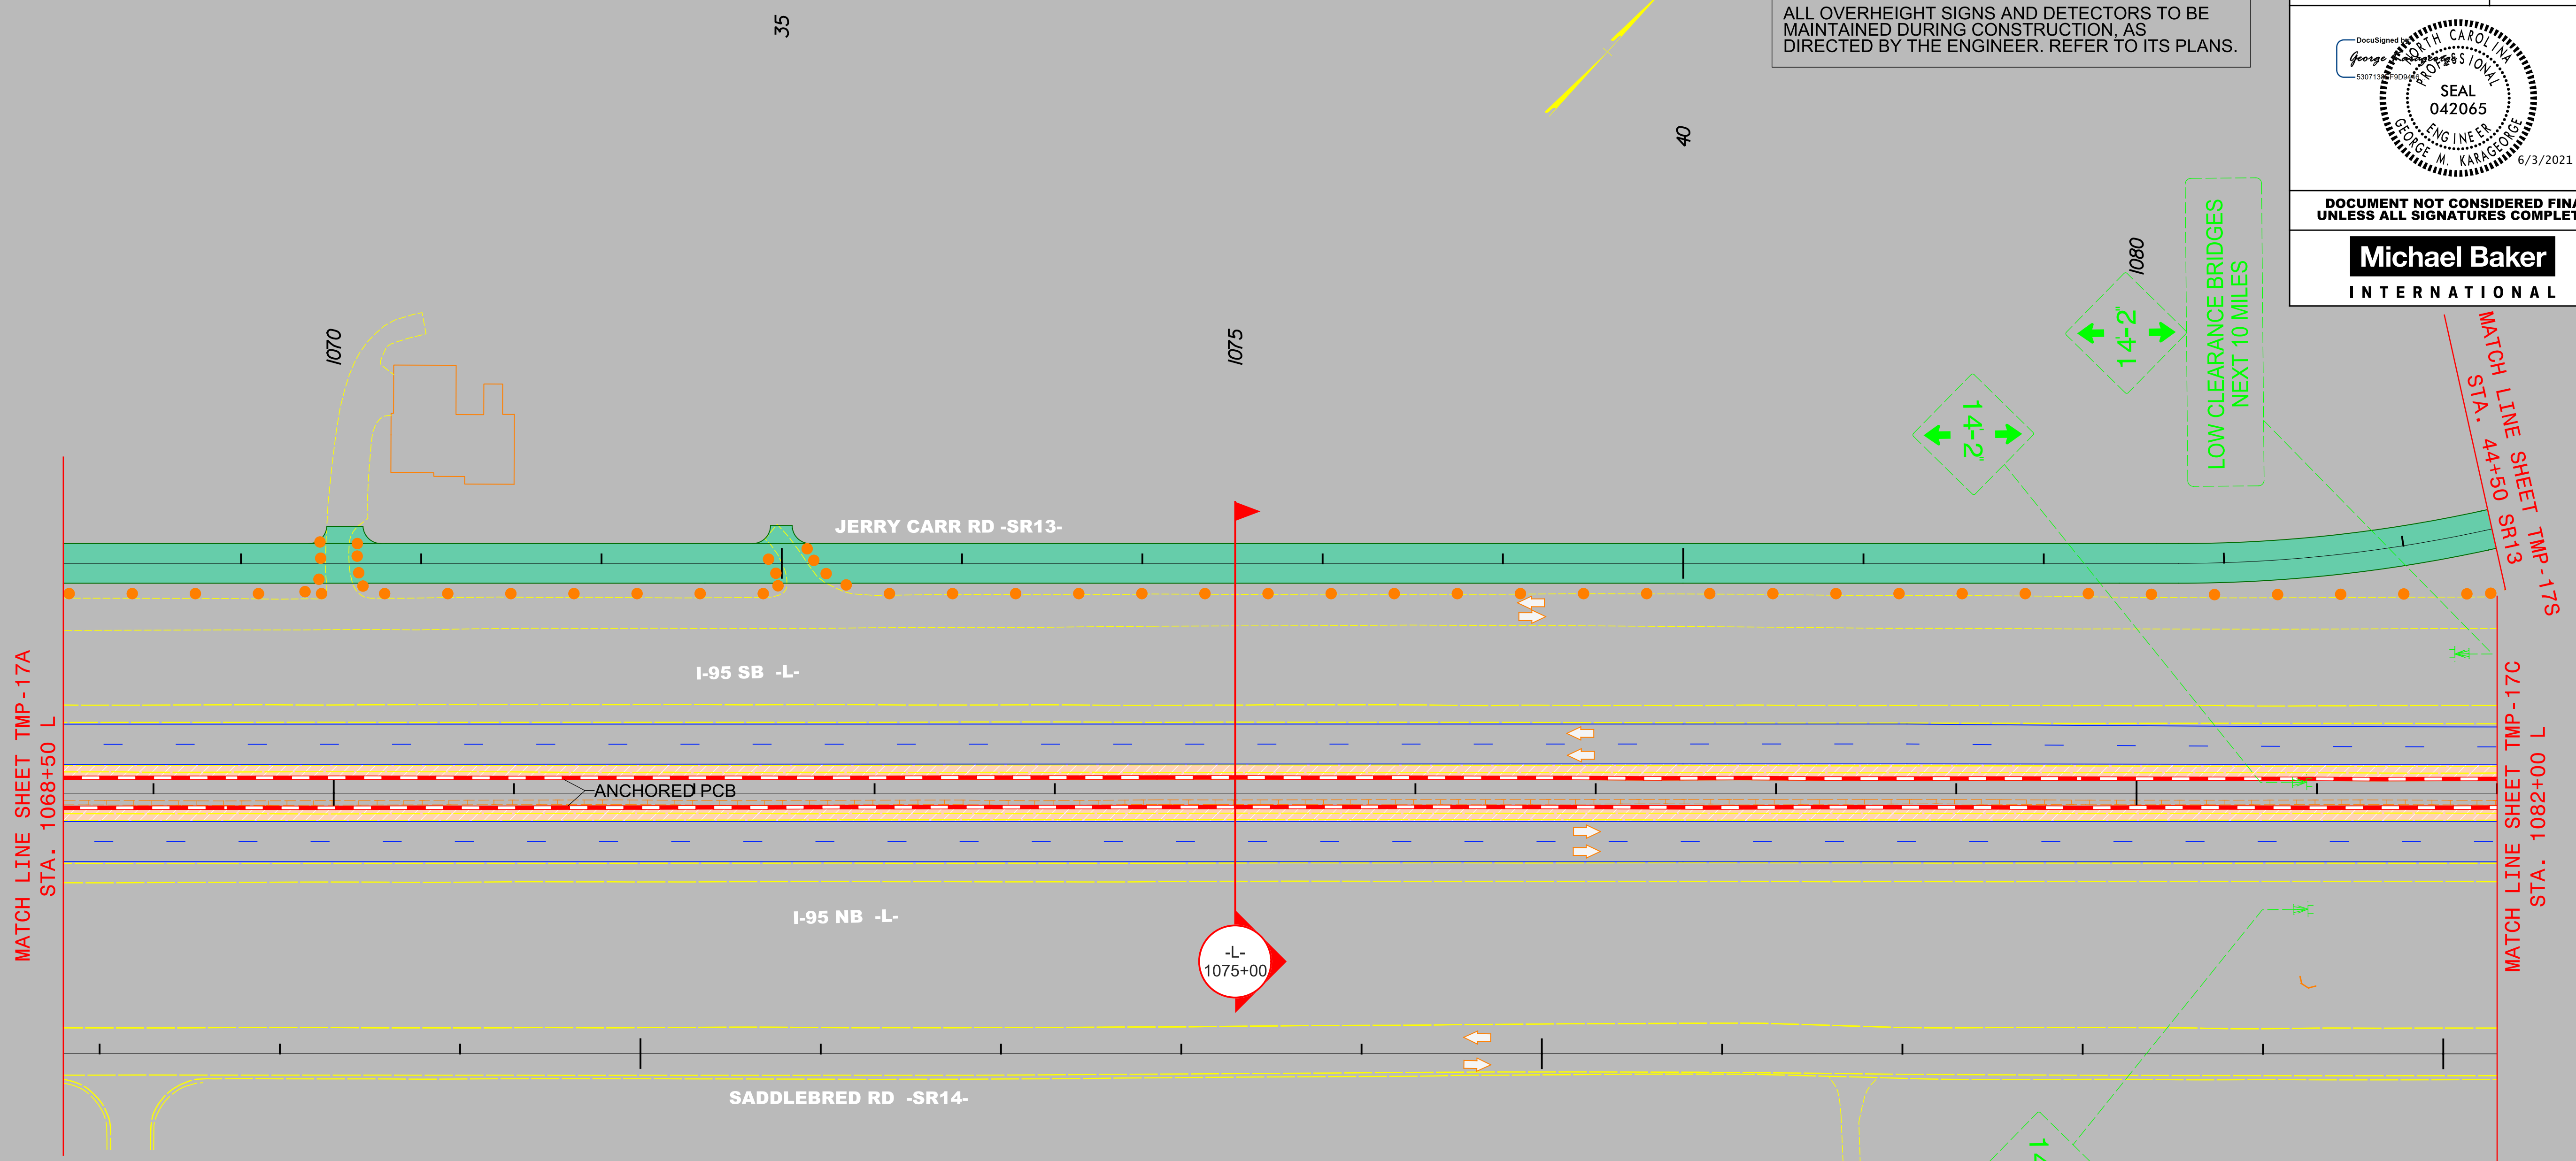 ALL OVERHEIGHT SIGNS AND DETECTORS TO BE
MAINTAINED DURING CONSTRUCTION, AS
DIRECTED BY THE ENGINEER. REFER TO ITS PLANS.
DocuSigned by
NORTH CAROLINA
PROFESSIONAL
SEAL
042065
ENGINEER
GEORGE M. KARAGEORGE
6/3/2021
DOCUMENT NOT CONSIDERED FINA
UNLESS ALL SIGNATURES COMPLET
Michael Baker
INTERNATIONAL
35
40
1070
1075
1080
14'-2"
14'-2"
LOW CLEARANCE BRIDGES
NEXT 10 MILES
MATCH LINE SHEET TMP-17S
STA. 44+50 SR13
JERRY CARR RD -SR13-
I-95 SB -L-
MATCH LINE SHEET TMP-17A
STA. 1068+50 L
ANCHORED PCB
MATCH LINE SHEET TMP-17C
STA. 1082+00 L
I-95 NB -L-
-L-
1075+00
SADDLEBRED RD -SR14-
14